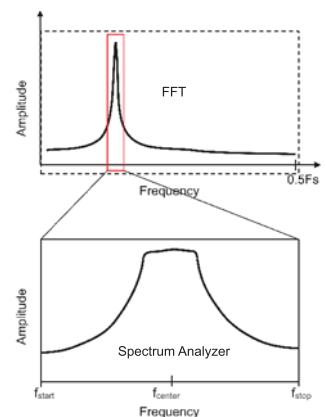 Amplitude
FFT
0.5Fs
Frequency
Amplitude
Spectrum Analyzer
fstart
fcenter
fstop
Frequency